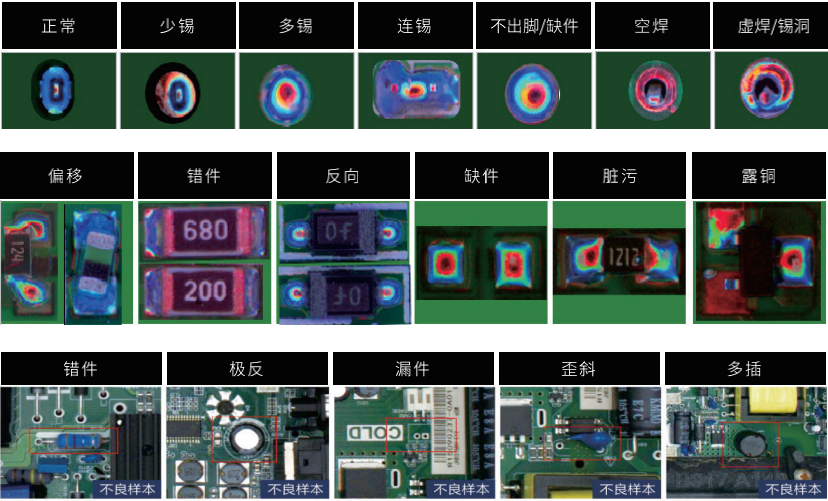 正常
少锡
多锡
连锡
不出脚/缺件
空焊
虚焊/锡洞
偏移
错件
反向
缺件
脏污
露铜
124
680
200
0F
0F
1212
错件
极反
漏件
歪斜
多插
COLD
不良样本
不良样本
不良样本
不良样本
不良样本